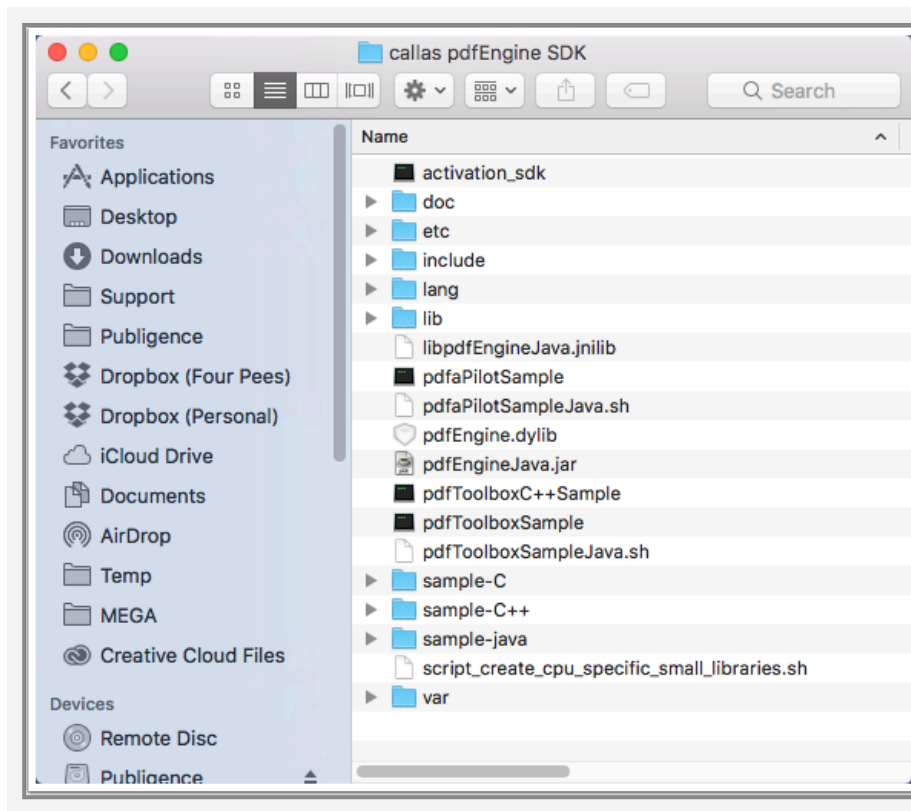 callas pdfEngine SDK
Search
Favorites
Applications
Desktop
Downloads
Support
Publigence
Dropbox (Four Pees)
Dropbox (Personal)
iCloud Drive
Documents
AirDrop
Temp
MEGA
Creative Cloud Files
Devices
Remote Disc
Publigence
Name
activation_sdk
doc
etc
include
lang
lib
libpdfEngineJava.jnilib
pdfaPilotSample
pdfaPilotSampleJava.sh
pdfEngine.dylib
pdfEngineJava.jar
pdfToolboxC++Sample
pdfToolboxSample
pdfToolboxSampleJava.sh
sample-C
sample-C++
sample-java
script_create_cpu_specific_small_libraries.sh
var